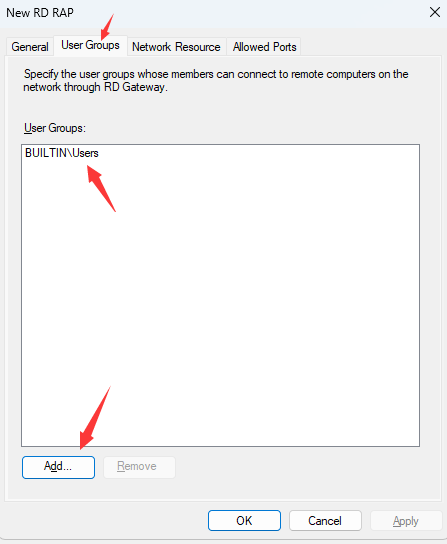 New RD RAP
General User Groups Network Resource Allowed Ports
Specify the user groups whose members can connect to remote computers on the
network through RD Gateway.
User Groups:
BUILTIN\Users
Add... Remove
OK Cancel Apply